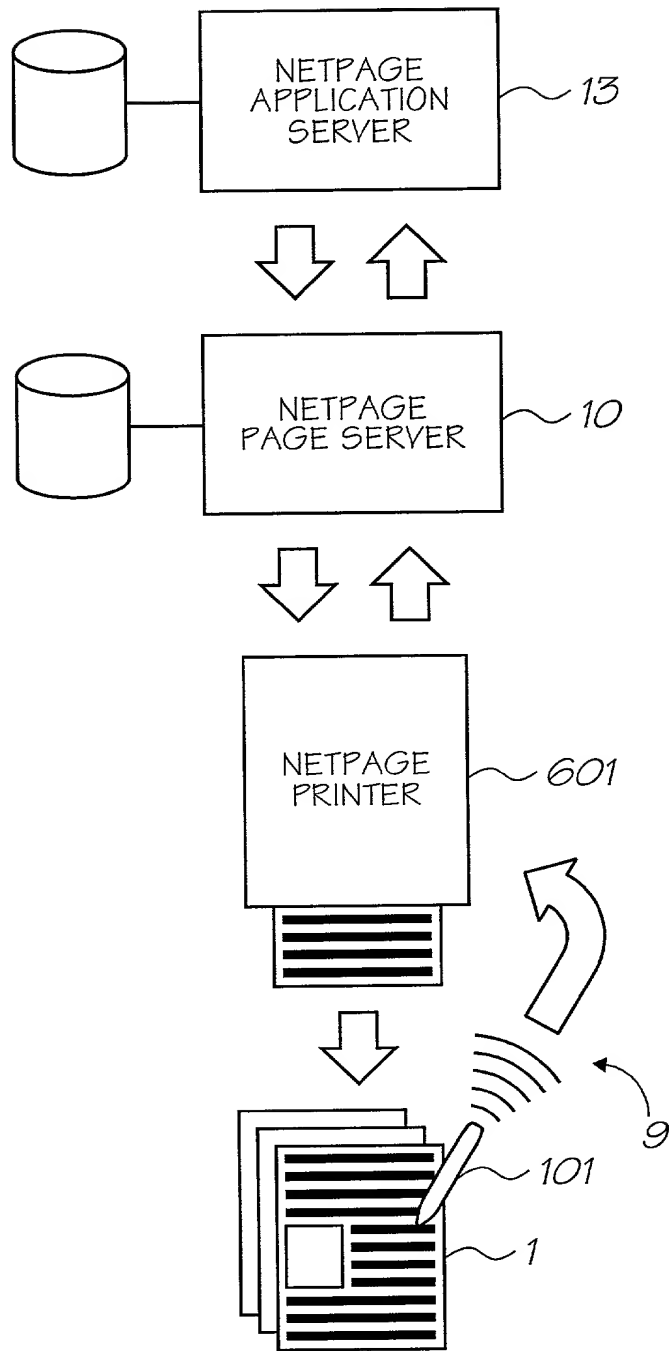 NETPAGE
APPLICATION
SERVER
13
NETPAGE
PAGE SERVER
10
NETPAGE
PRINTER
601
9
101
1